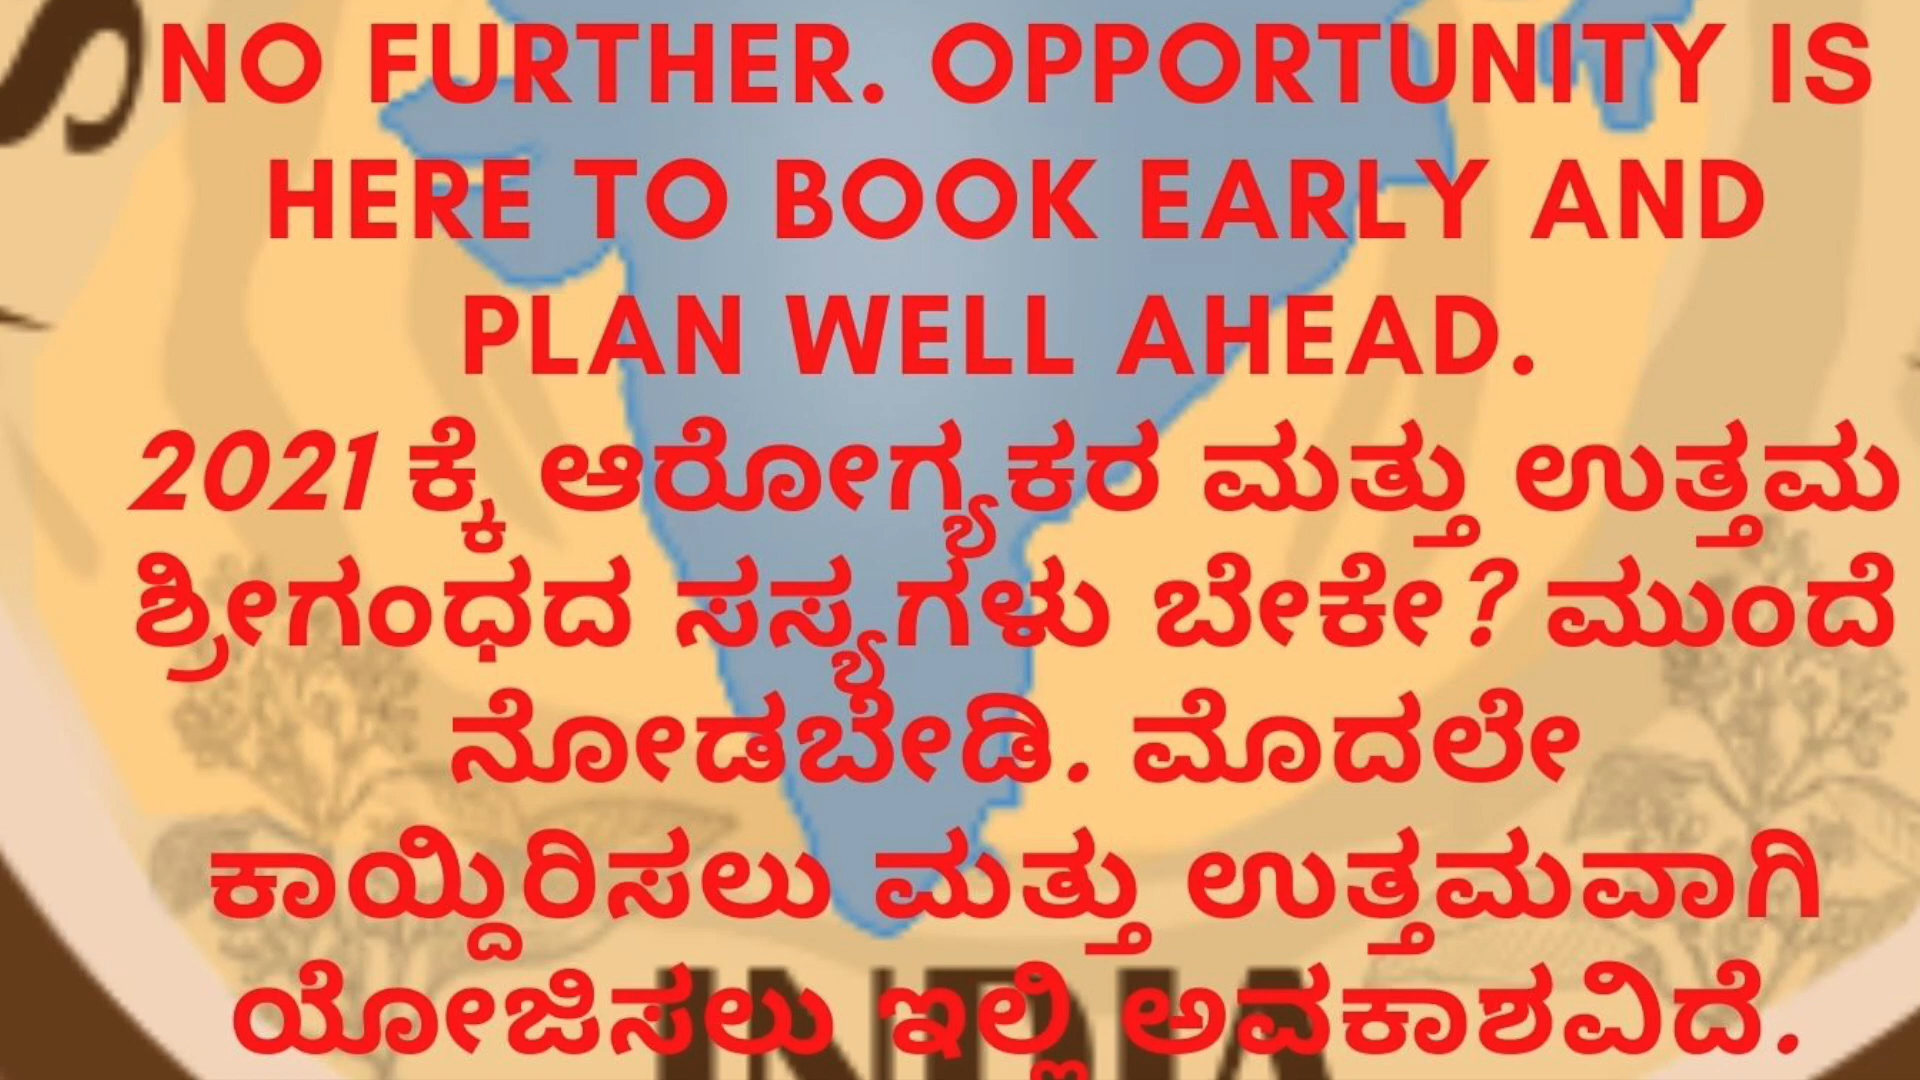 NO FURTHER. OPPORTUNITY IS
HERE TO BOOK EARLY AND
PLAN WELL AHEAD.
2021 ಕ್ಕೆ ಆರೋಗ್ಯಕರ ಮತ್ತು ಉತ್ತಮ
ಶ್ರೀಗಂಧದ ಸಸ್ಯಗಳು ಬೇಕೇ? ಮುಂದೆ
ನೋಡಬೇಡಿ. ಮೊದಲೇ
ಕಾಯ್ದಿರಿಸಲು ಮತ್ತು ಉತ್ತಮವಾಗಿ
ಯೋಜಿಸಲು ಇಲ್ಲಿ ಅವಕಾಶವಿದೆ.
INDIA